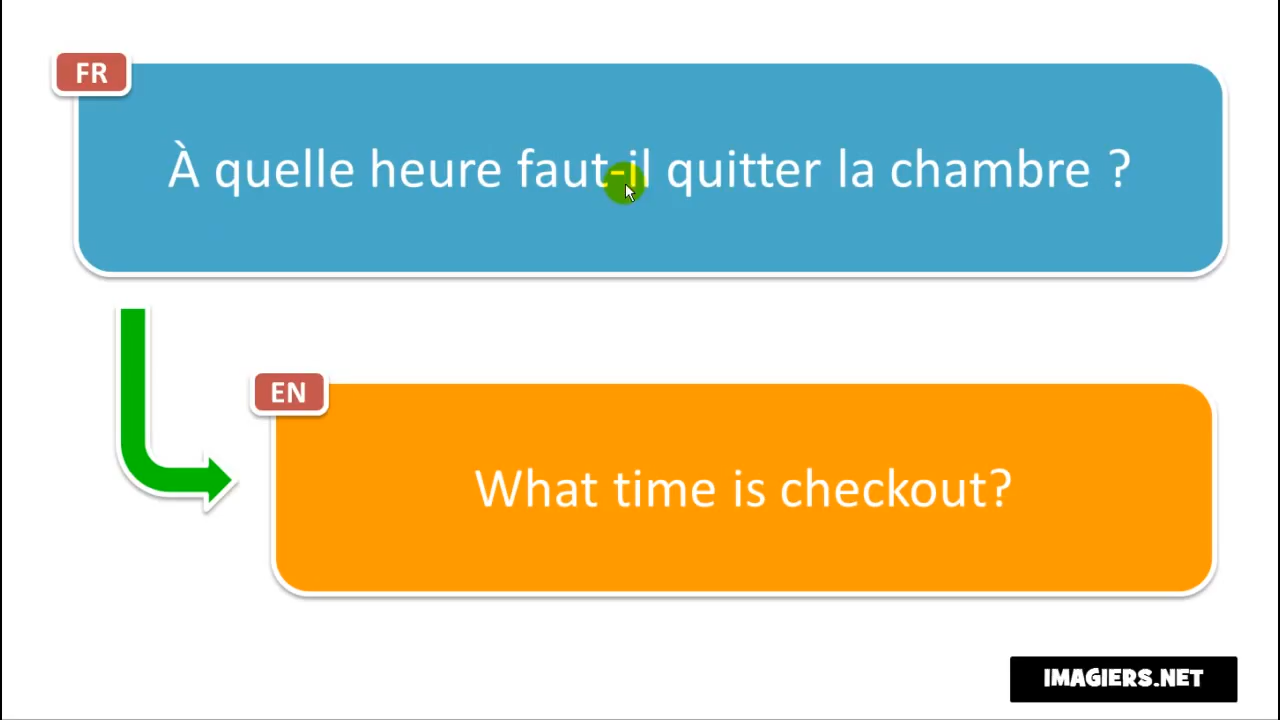 FR
À quelle heure faut-il quitter la chambre ?
EN
What time is checkout?
IMAGIERS.NET